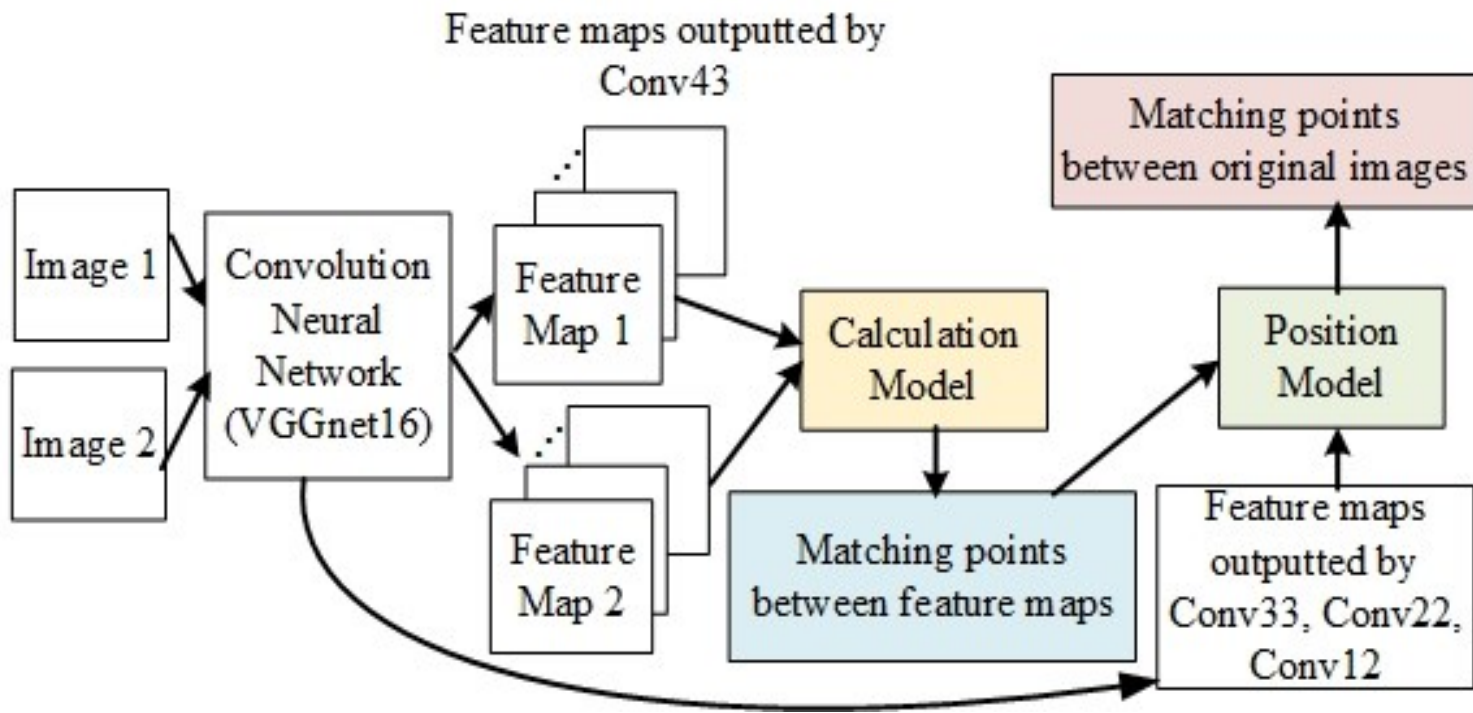 Feature maps outputted by
Conv43
Image 1
Image 2
Convolution
Neural
Network
(VGGnet16)
Feature
Map 1
Feature
Map 2
Calculation
Model
Matching points
between feature maps
Matching points
between original images
Position
Model
Feature maps
outputted by
Conv33, Conv22,
Conv12